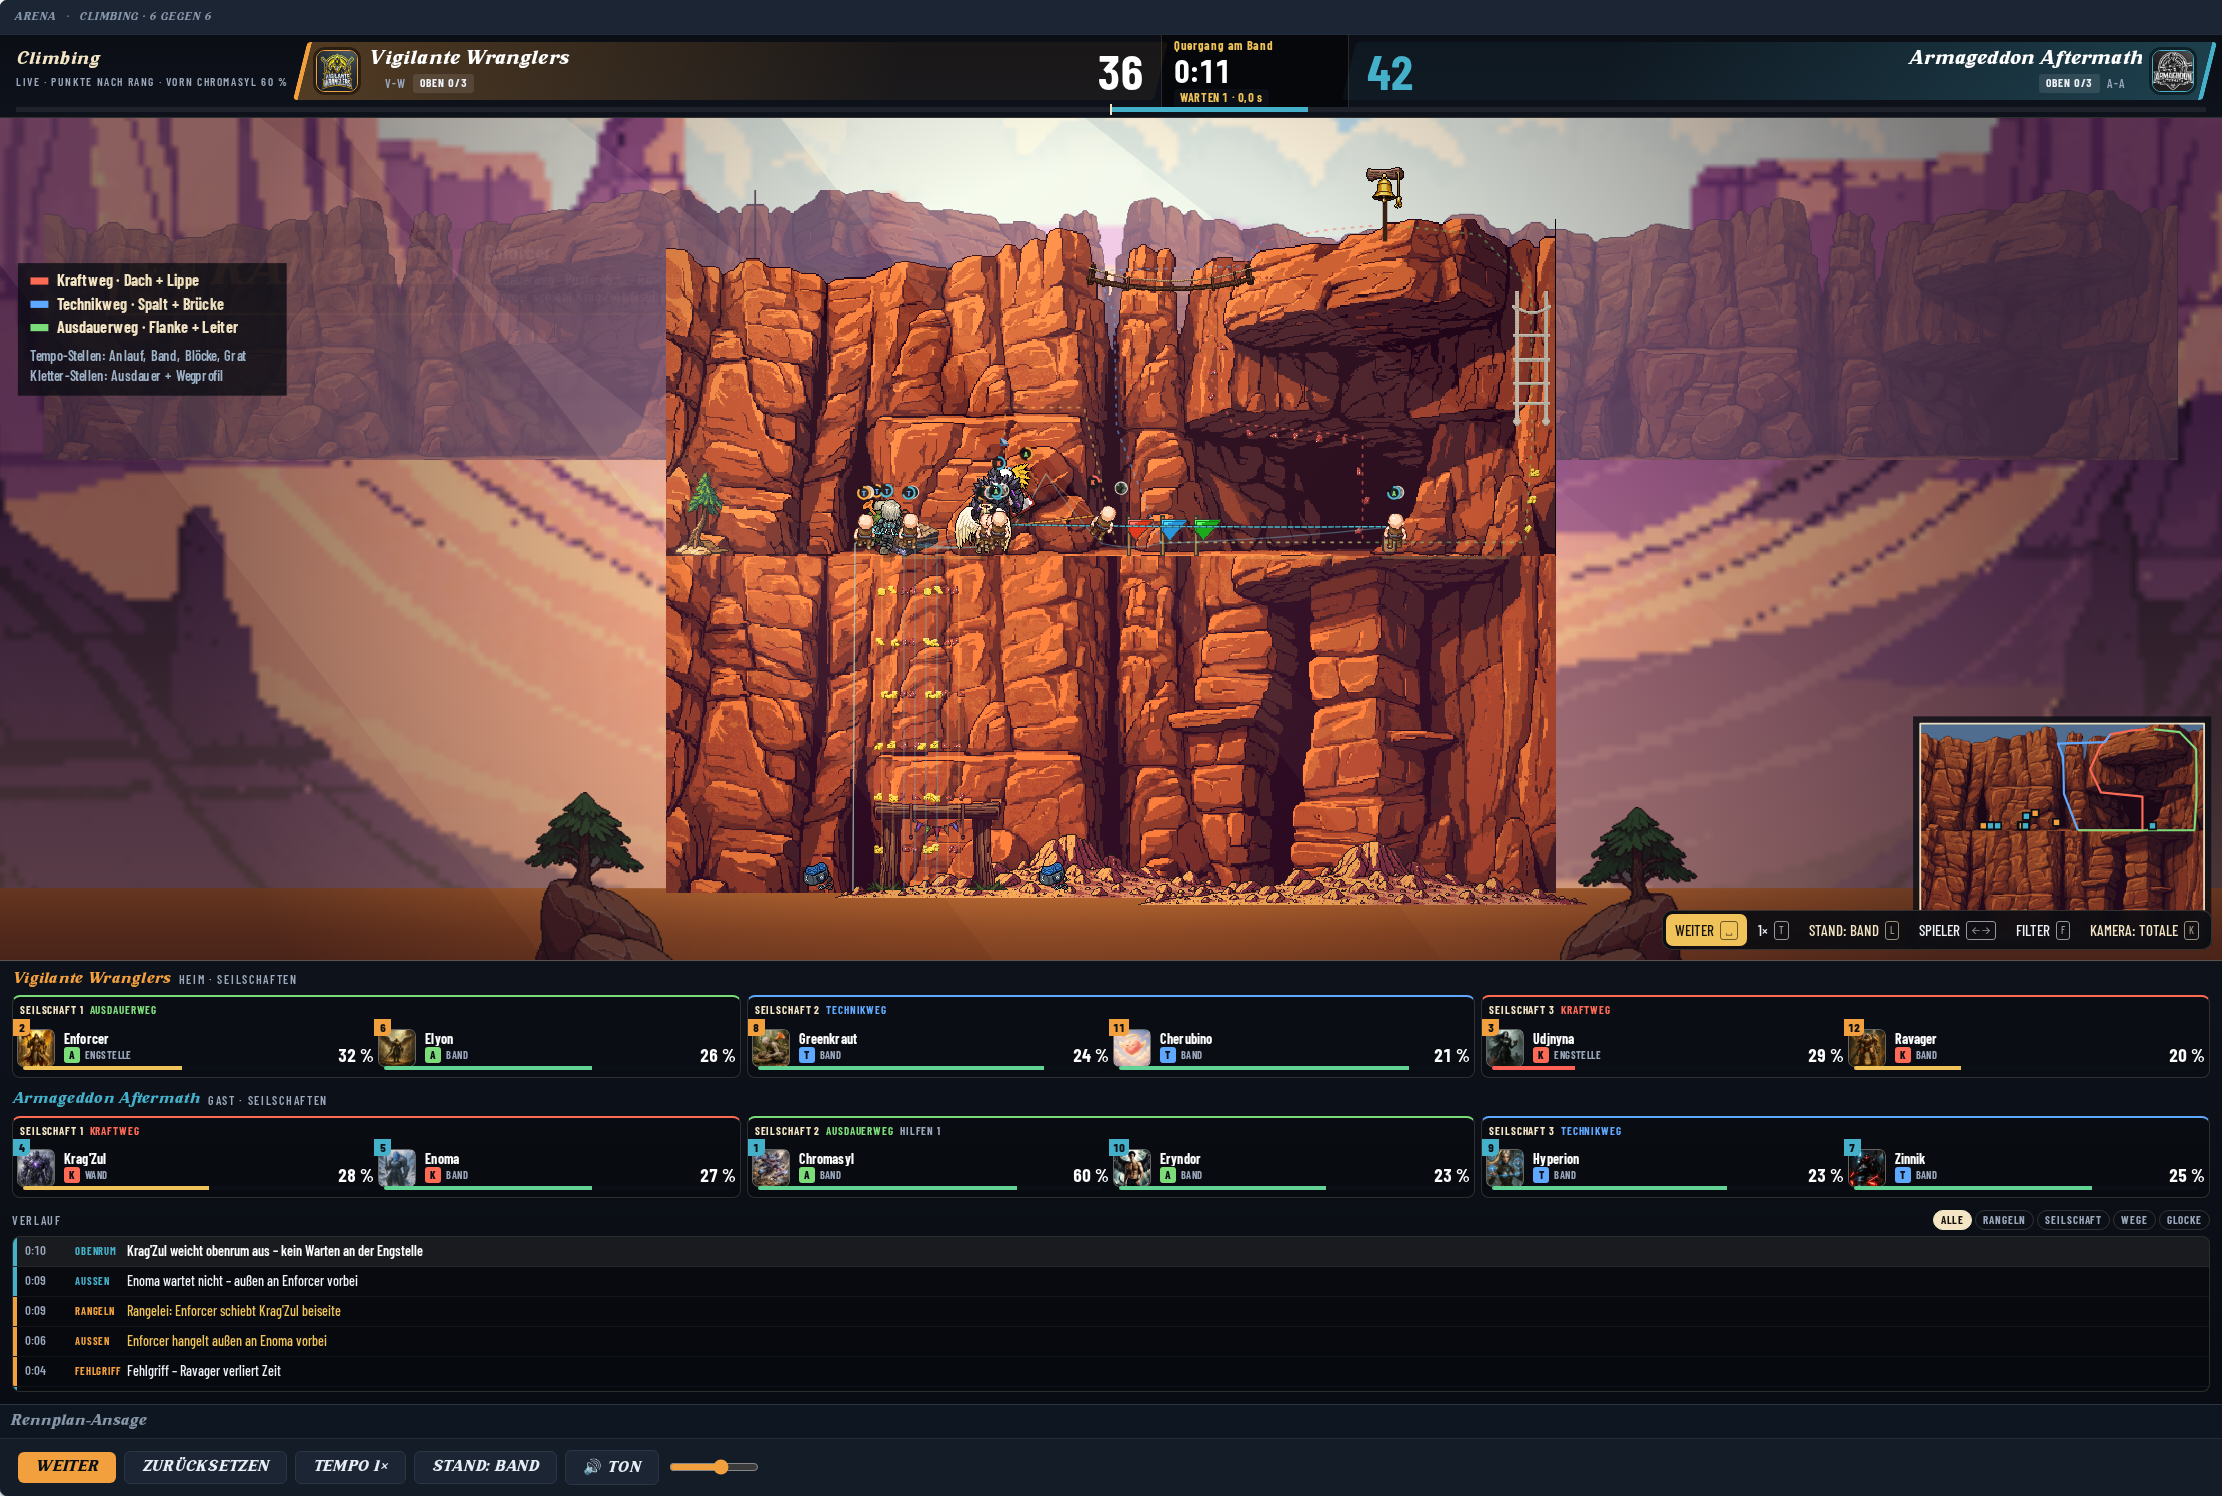 ARENA · CLIMBING · 6 GEGEN 6
Climbing
LIVE · PUNKTE NACH RANG · VORN CHROMASYL 60 %
Vigilante Wranglers
V-W OBEN 0/3
36
Quergang am Band
0:11
WARTEN 1 · 0,0 s
42
Armageddon Aftermath
OBEN 0/3 A-A
Kraftweg · Dach + Lippe
Technikweg · Spalt + Brücke
Ausdauerweg · Flanke + Leiter
Tempo-Stellen: Anlauf, Band, Blöcke, Grat
Kletter-Stellen: Ausdauer + Wegprofil
WEITER 1× T STAND: BAND L SPIELER ←→ FILTER F KAMERA: TOTALE K
Vigilante Wranglers HEIM · SEILSCHAFTEN
SEILSCHAFT 1 AUSDAUERWEG
2 Enforcer A ENGSTELLE 32 %
6 Elyon A BAND 26 %
SEILSCHAFT 2 TECHNIKWEG
8 Greenkraut T BAND 24 %
11 Cherubino T BAND 21 %
SEILSCHAFT 3 KRAFTWEG
3 Udjnyna K ENGSTELLE 29 %
12 Ravager K BAND 20 %
Armageddon Aftermath GAST · SEILSCHAFTEN
SEILSCHAFT 1 KRAFTWEG
4 Krag'Zul K WAND 28 %
5 Enoma K BAND 27 %
SEILSCHAFT 2 AUSDAUERWEG HILFEN 1
1 Chromasyl A BAND 60 %
10 Eryndor A BAND 23 %
SEILSCHAFT 3 TECHNIKWEG
9 Hyperion T BAND 23 %
7 Zinnik T BAND 25 %
VERLAUF
ALLE RANGELN SEILSCHAFT WEGE GLOCKE
0:10 OBENRUM Krag'Zul weicht obenrum aus – kein Warten an der Engstelle
0:09 AUSSEN Enoma wartet nicht – außen an Enforcer vorbei
0:09 RANGELN Rangelei: Enforcer schiebt Krag'Zul beiseite
0:06 AUSSEN Enforcer hangelt außen an Enoma vorbei
0:04 FEHLGRIFF Fehlgriff – Ravager verliert Zeit
Rennplan-Ansage
WEITER ZURÜCKSETZEN TEMPO 1× STAND: BAND TON